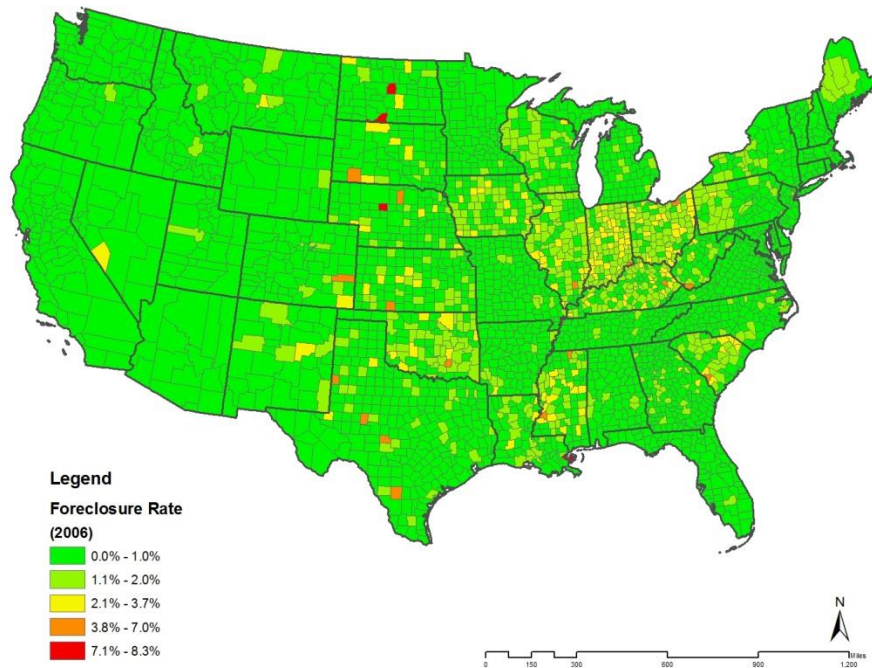 Legend
Foreclosure Rate
(2006)
0.0% - 1.0%
1.1% - 2.0%
2.1% - 3.7%
3.8% - 7.0%
7.1% - 8.3%
N
Miles
0 150 300 600 900 1,200